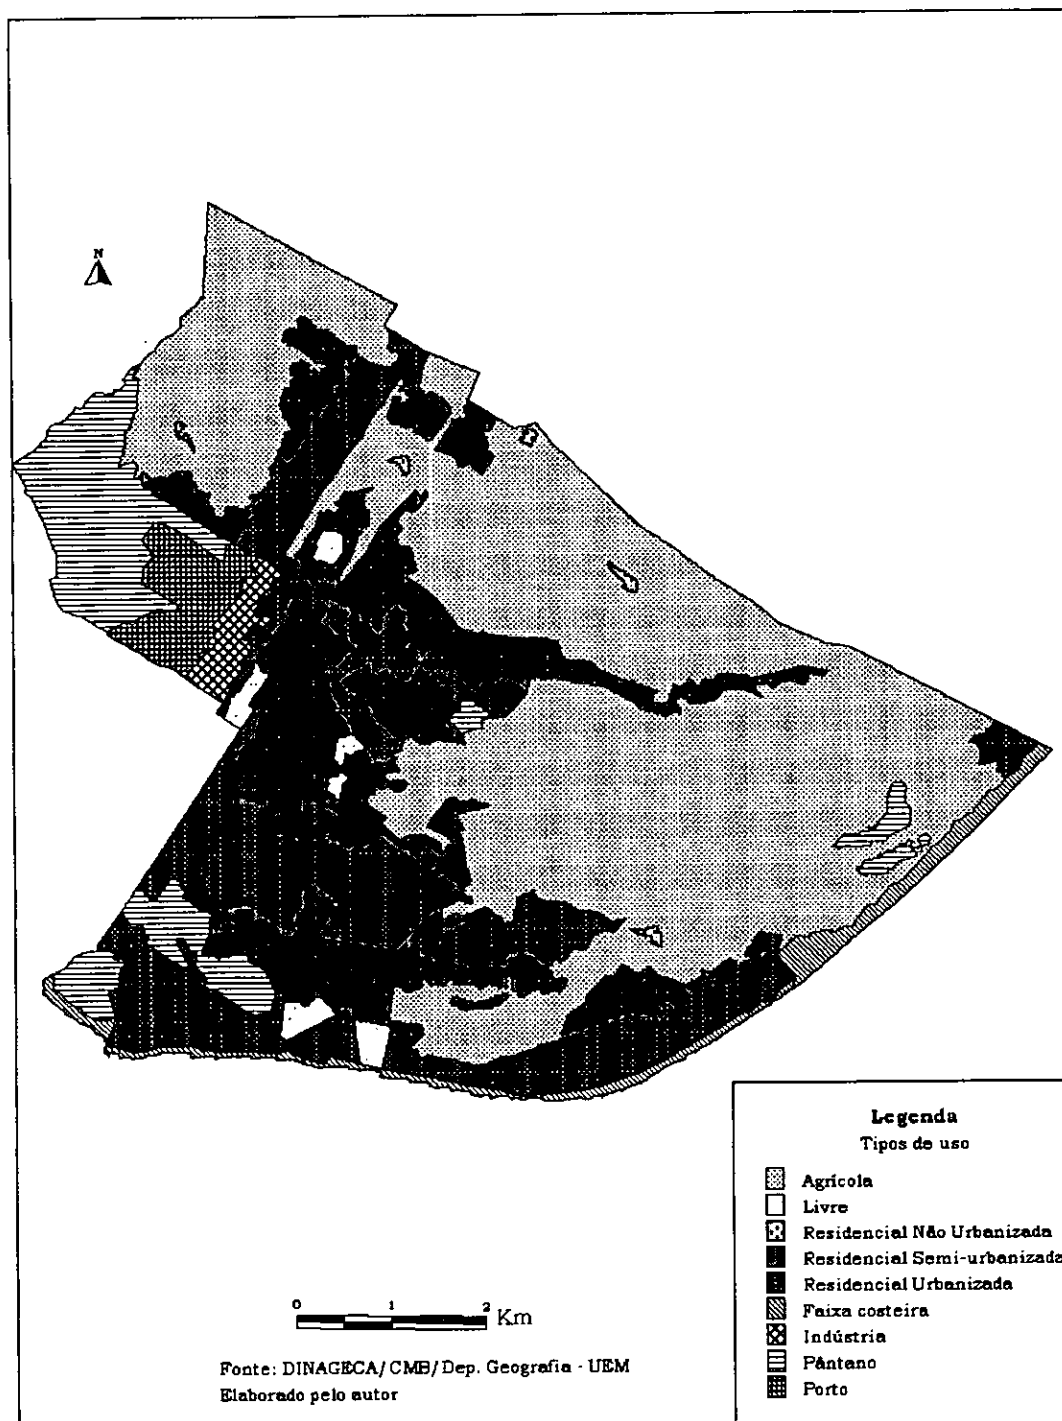 N
Legenda
Tipos de uso
Agrícola
Livre
Residencial Não Urbanizada
Residencial Semi-urbanizada
Residencial Urbanizada
Faixa costeira
Indústria
Pântano
Porto
0 1 2 Km
Fonte: DINAGECA/CMB/Dep. Geografia - UEM
Elaborado pelo autor